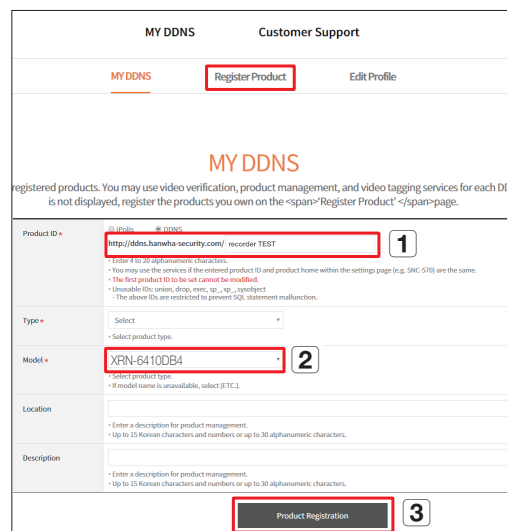 MY DDNS Customer Support
MY DDNS Register Product Edit Profile
MY DDNS
registered products. You may use video verification, product management, and video tagging services for each DD
is not displayed, register the products you own on the <span>'Register Product' </span>page.
Product ID *
iPolis DDNS
http://ddns.hanwha-security.com/ recorder TEST
1
• Enter 4 to 20 alphanumeric characters.
• You may use the services if the entered product ID and product home within the settings page (e.g. SNC-570) are the same.
• The first product ID to be set cannot be modified.
• Unusable IDs: union, drop, exec, sp_, xp_, sysobject
- The above IDs are restricted to prevent SQL statement malfunction.
Type * Select
• Select product type.
Model * XRN-6410DB4 2
• Select product type.
• If model name is unavailable, select [ETC.].
Location
• Enter a description for product management.
• Up to 15 Korean characters and numbers or up to 30 alphanumeric characters.
Description
• Enter a description for product management.
• Up to 15 Korean characters and numbers or up to 30 alphanumeric characters.
Product Registration 3